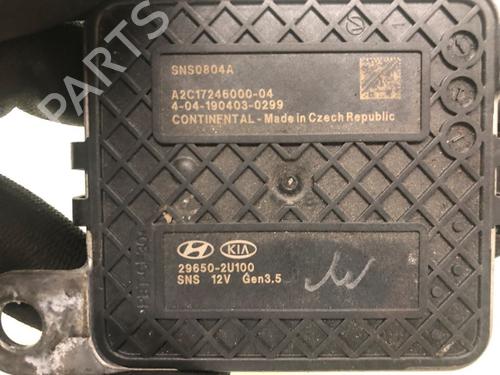 PARTS
SNS0804A
A2C17246000-04
4-04-190403-0299
CONTINENTAL - Made in Czech Republic
HYUNDAI KIA
29650-2U100
SNS 12V Gen3.5